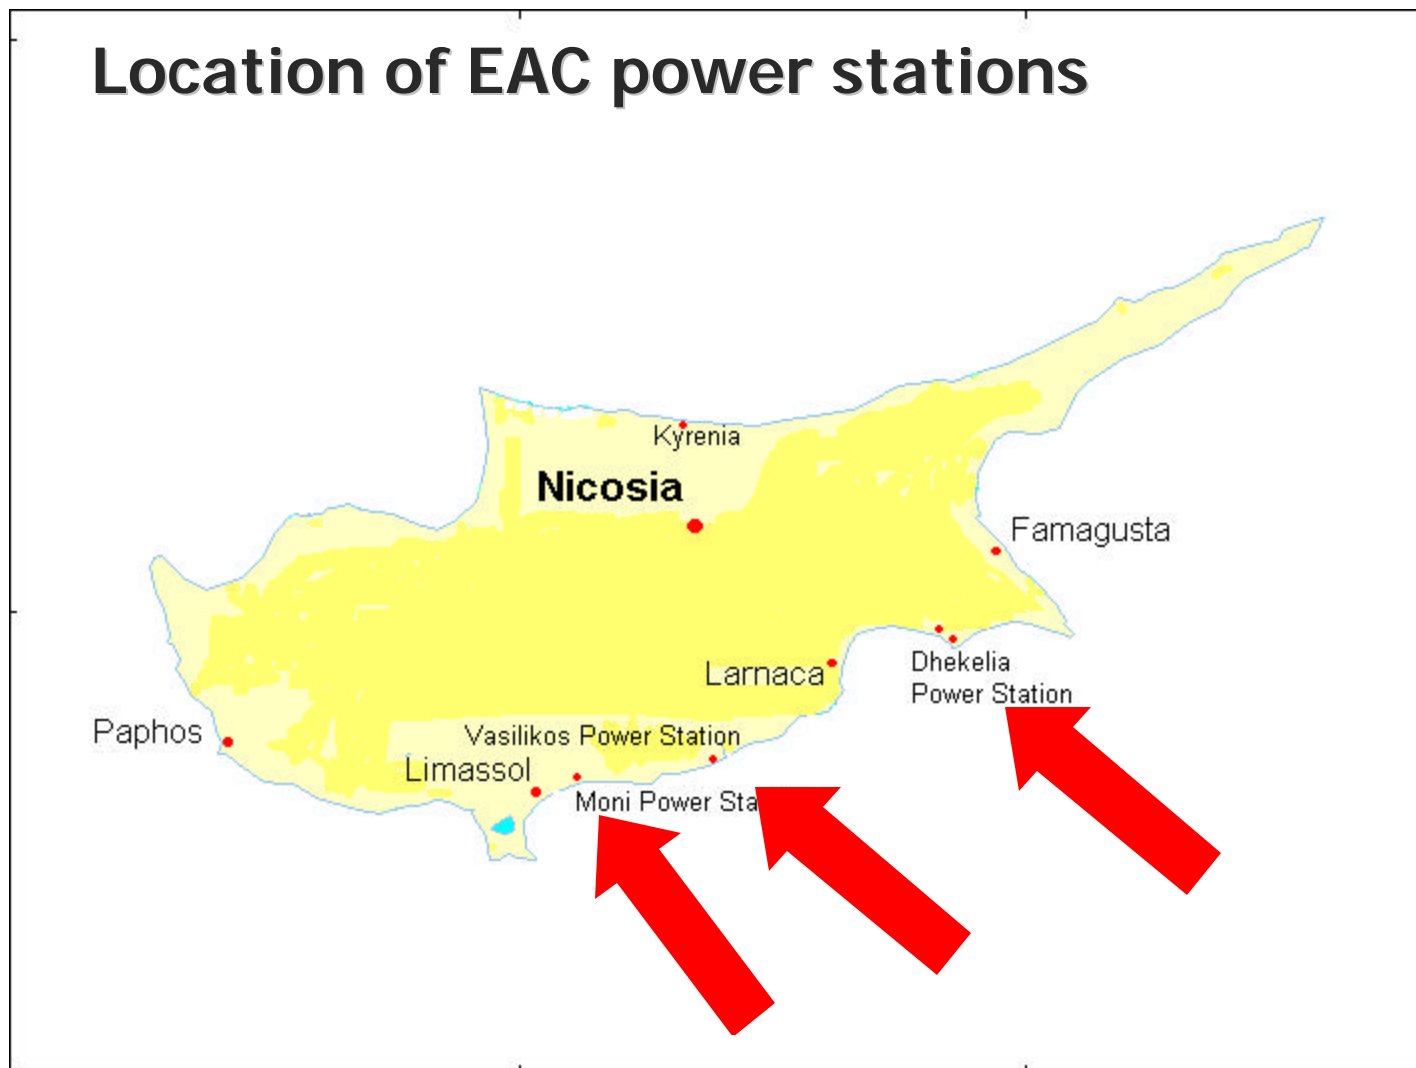 Location of EAC power stations
Kyrenia
Nicosia
Famagusta
Larnaca
Dhekelia
Power Station
Paphos
Vasilikos Power Station
Limassol
Moni Power Sta